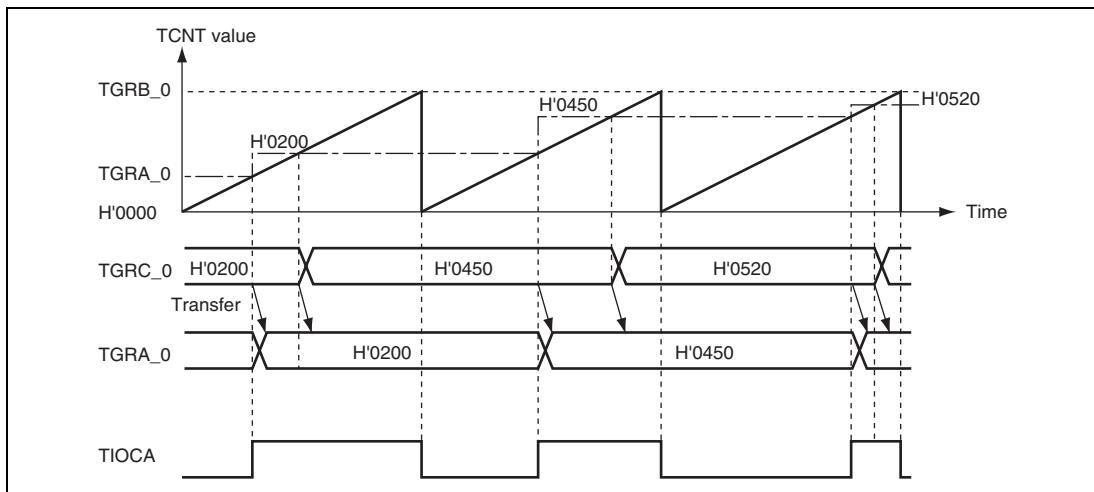 TCNT value
TGRB_0
H'0520
H'0450
H'0200
TGRA_0
H'0000
Time
TGRC_0
H'0200
H'0450
H'0520
Transfer
TGRA_0
H'0200
H'0450
TIOCA